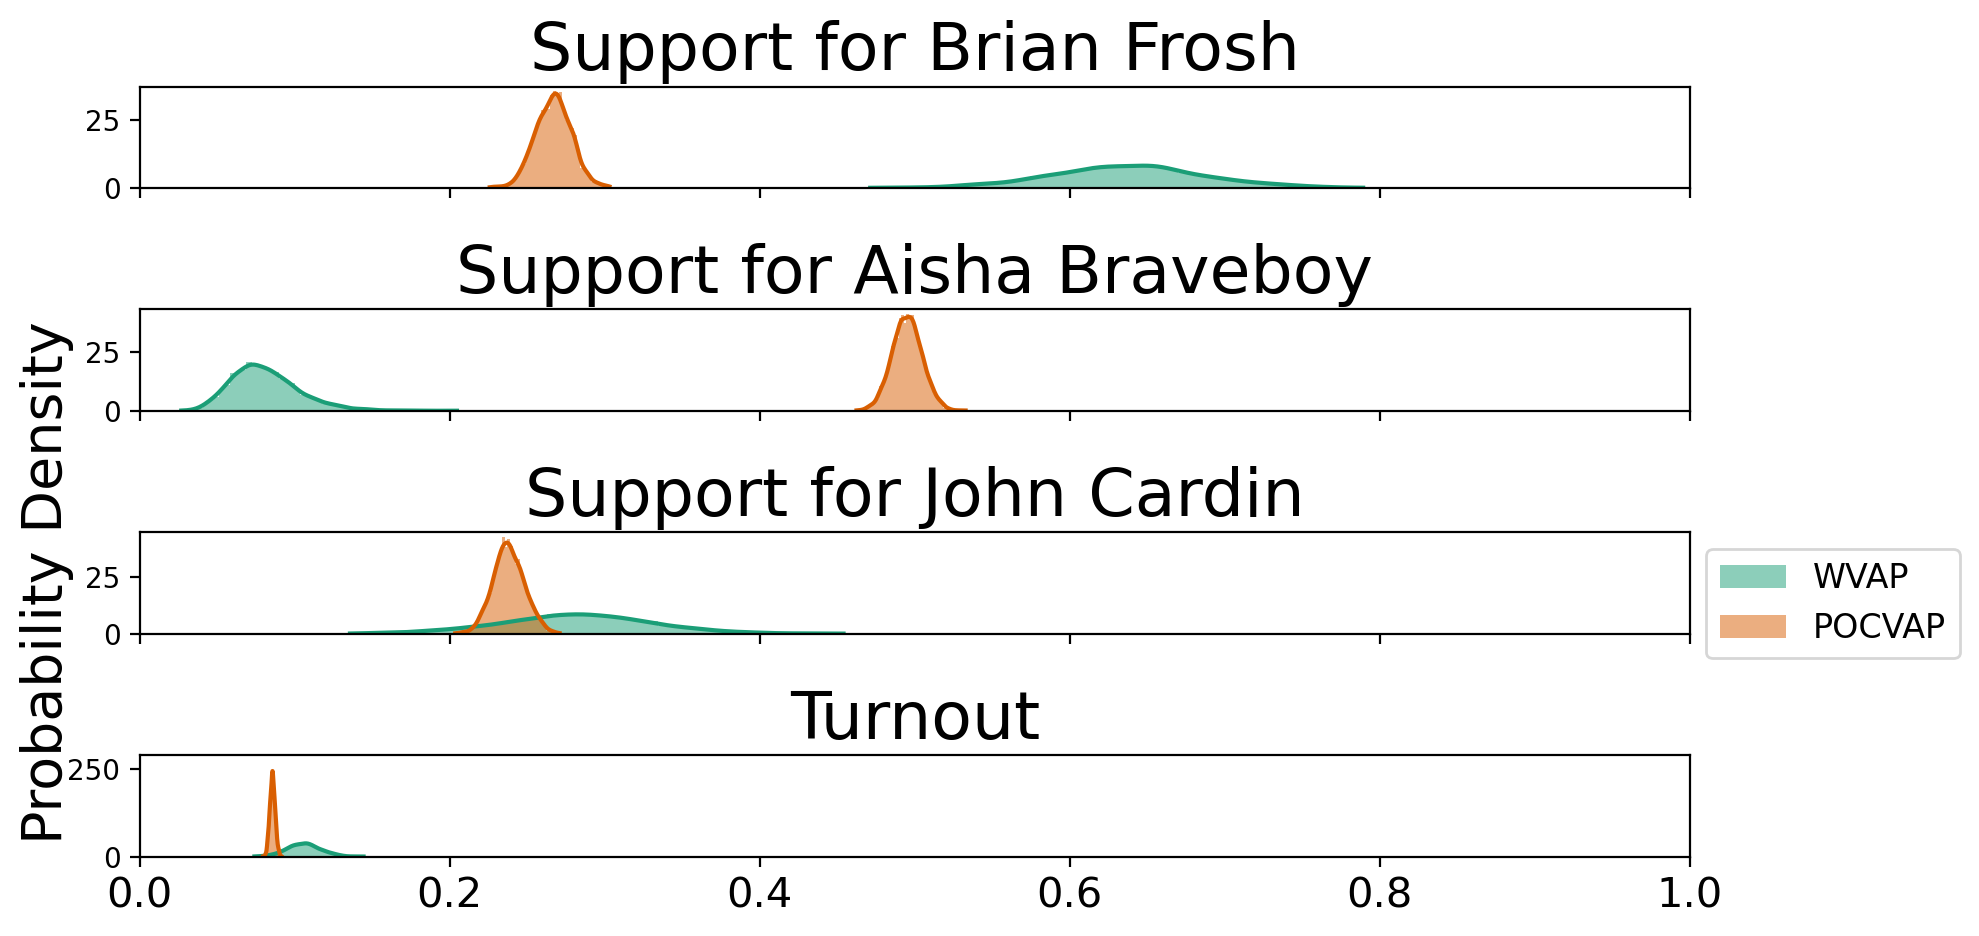 Support for Brian Frosh
25
0
Support for Aisha Braveboy
25
0
Support for John Cardin
25
0
Turnout
250
0
0.0 0.2 0.4 0.6 0.8 1.0
Probability Density
WVAP
POCVAP